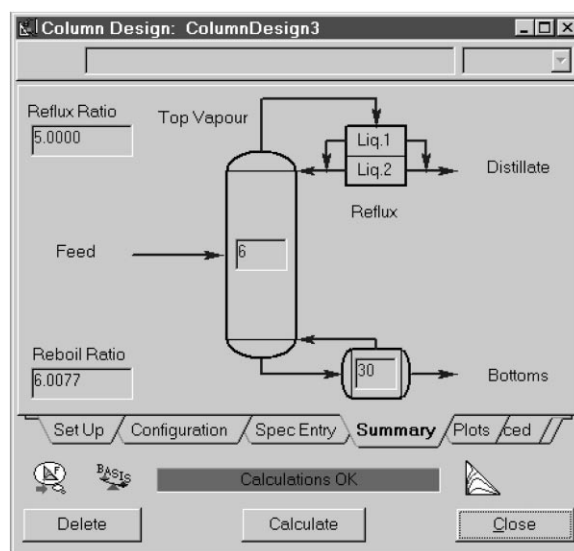 Column Design: ColumnDesign3
Reflux Ratio
5.0000
Top Vapour
Liq.1
Liq.2
Distillate
Reflux
Feed
6
Reboil Ratio
6.0077
30
Bottoms
Set Up Configuration Spec Entry Summary Plots ced
BASIS
Calculations OK
Delete Calculate Close